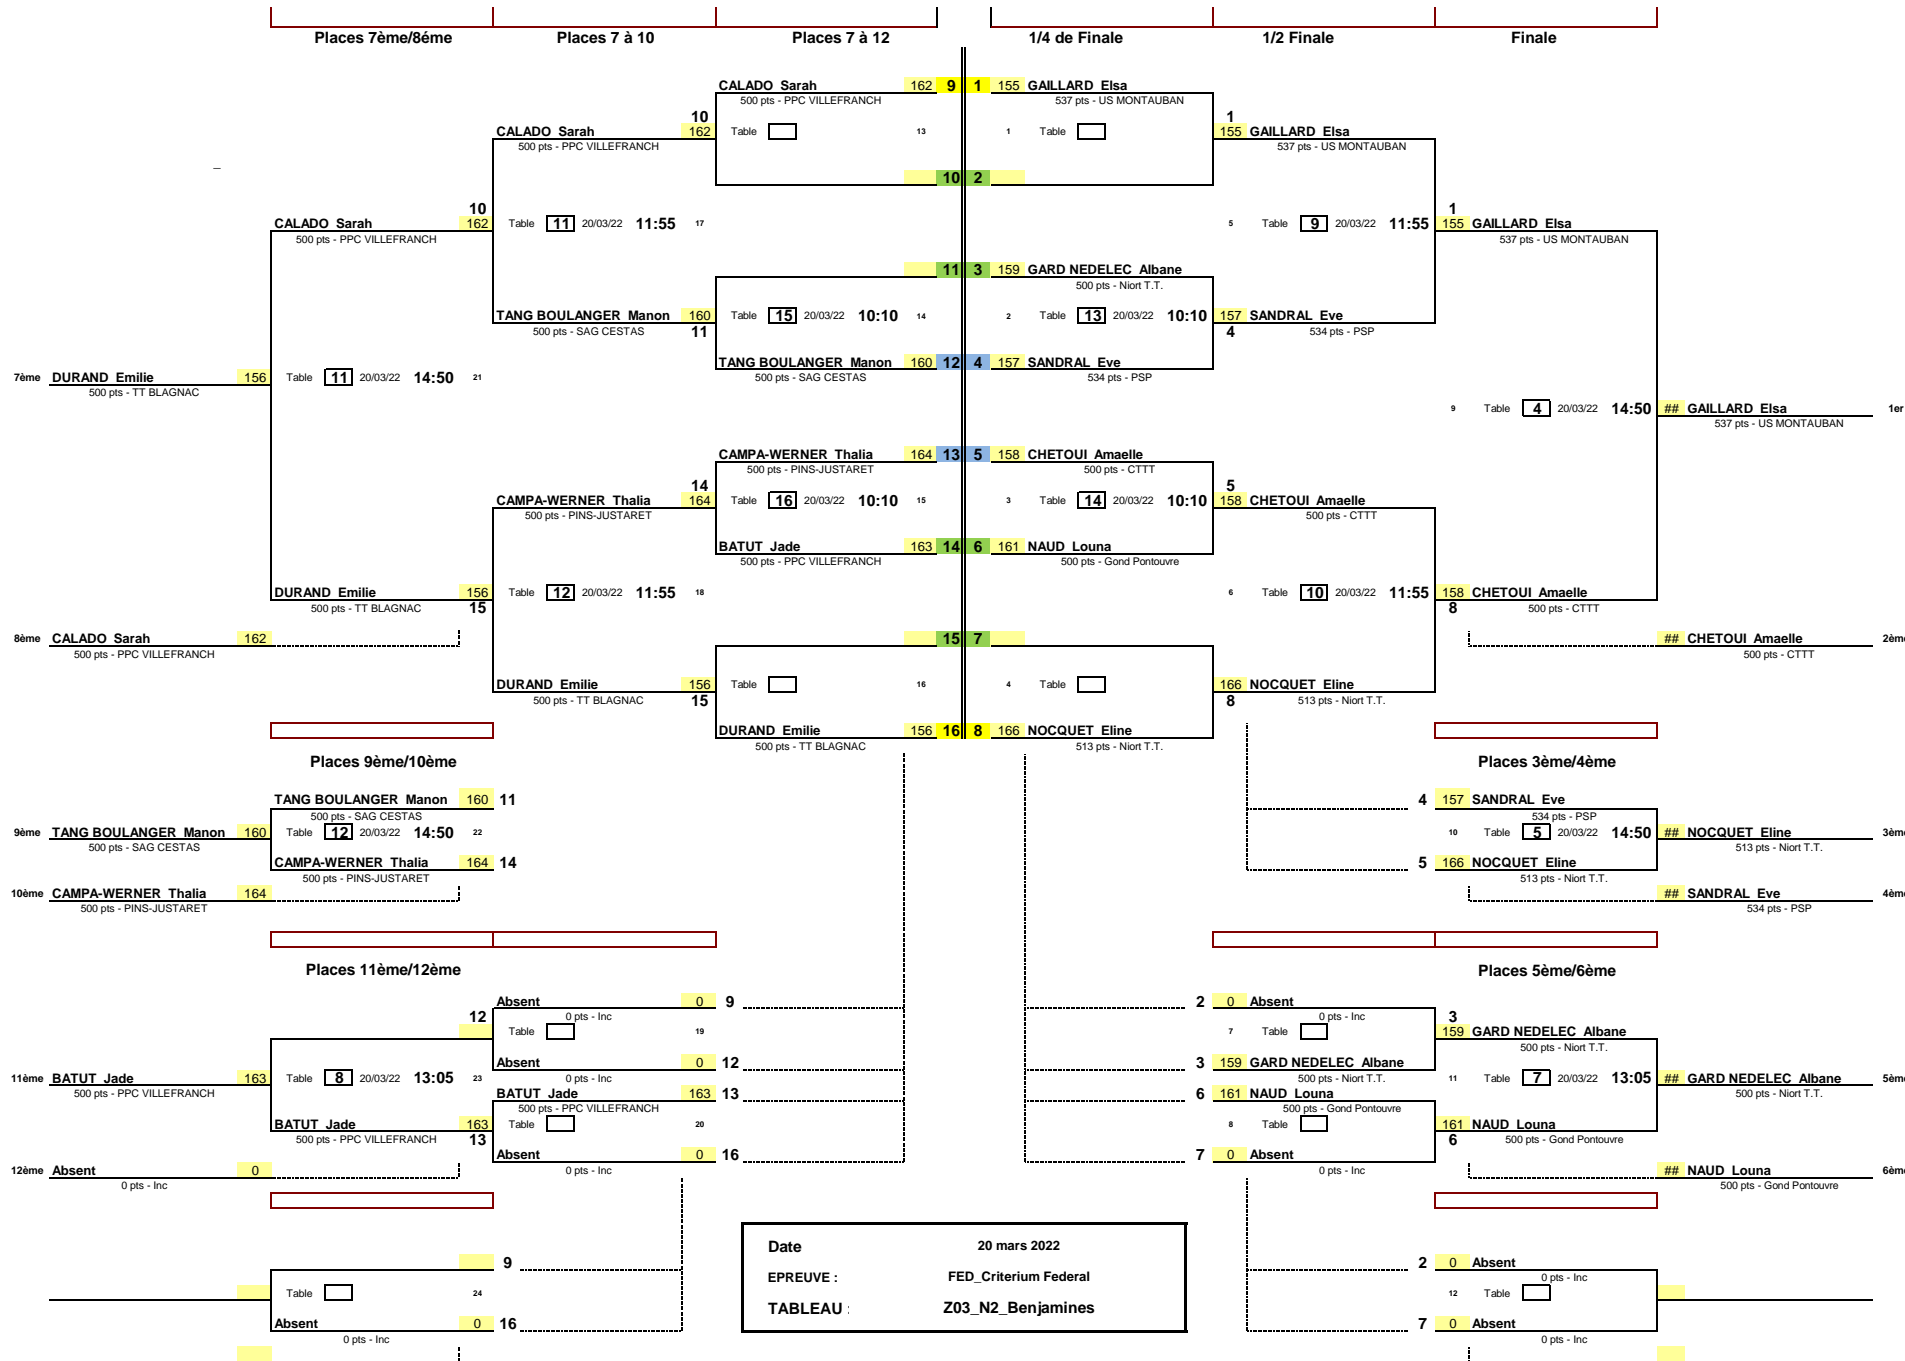 Places 7ème/8éme Places 7 à 10 Places 7 à 12 1/4 de Finale 1/2 Finale Finale
CALADO Sarah 162 9 1 155 GAILLARD Elsa
500 pts - PPC VILLEFRANCH 537 pts - US MONTAUBAN
10 1
CALADO Sarah 162 Table 13 1 Table 155 GAILLARD Elsa
500 pts - PPC VILLEFRANCH 537 pts - US MONTAUBAN
10 2
10 1
CALADO Sarah 162 Table 11 20/03/22 11:55 17 5 Table 9 20/03/22 11:55 155 GAILLARD Elsa
500 pts - PPC VILLEFRANCH 537 pts - US MONTAUBAN
11 3 159 GARD NEDELEC Albane
500 pts - Niort T.T.
TANG BOULANGER Manon 160 Table 15 20/03/22 10:10 14 2 Table 13 20/03/22 10:10 157 SANDRAL Eve
500 pts - SAG CESTAS 11 4 534 pts - PSP
TANG BOULANGER Manon 160 12 4 157 SANDRAL Eve
500 pts - SAG CESTAS 534 pts - PSP
7ème DURAND Emilie 156 Table 11 20/03/22 14:50 21
500 pts - TT BLAGNAC
9 Table 4 20/03/22 14:50 ## GAILLARD Elsa 1er
537 pts - US MONTAUBAN
CAMPA-WERNER Thalia 164 13 5 158 CHETOUI Amaelle
500 pts - PINS-JUSTARET 500 pts - CTTT
14 5
CAMPA-WERNER Thalia 164 Table 16 20/03/22 10:10 15 3 Table 14 20/03/22 10:10 158 CHETOUI Amaelle
500 pts - PINS-JUSTARET 500 pts - CTTT
BATUT Jade 163 14 6 161 NAUD Louna
500 pts - PPC VILLEFRANCH 500 pts - Gond Pontouvre
DURAND Emilie 156 Table 12 20/03/22 11:55 18 6 Table 10 20/03/22 11:55 158 CHETOUI Amaelle
500 pts - TT BLAGNAC 15 8 500 pts - CTTT
8ème CALADO Sarah 162 15 7 ## CHETOUI Amaelle 2èm
500 pts - PPC VILLEFRANCH 500 pts - CTTT
DURAND Emilie 156 Table 16 4 Table 166 NOCQUET Eline
500 pts - TT BLAGNAC 15 8 513 pts - Niort T.T.
DURAND Emilie 156 16 8 166 NOCQUET Eline
500 pts - TT BLAGNAC 513 pts - Niort T.T.
Places 9ème/10ème Places 3ème/4ème
TANG BOULANGER Manon 160 11 4 157 SANDRAL Eve
500 pts - SAG CESTAS 534 pts - PSP
9ème TANG BOULANGER Manon 160 Table 12 20/03/22 14:50 22 10 Table 5 20/03/22 14:50 ## NOCQUET Eline 3èm
500 pts - SAG CESTAS 513 pts - Niort T.T.
CAMPA-WERNER Thalia 164 14 5 166 NOCQUET Eline
500 pts - PINS-JUSTARET 513 pts - Niort T.T.
10ème CAMPA-WERNER Thalia 164 ## SANDRAL Eve 4èm
500 pts - PINS-JUSTARET 534 pts - PSP
Places 11ème/12ème Places 5ème/6ème
Absent 0 9 2 0 Absent
0 pts - Inc 0 pts - Inc
12 Table 19 7 Table 3
159 GARD NEDELEC Albane
500 pts - Niort T.T.
Absent 0 12 3 159 GARD NEDELEC Albane
0 pts - Inc 500 pts - Niort T.T.
11ème BATUT Jade 163 Table 8 20/03/22 13:05 23 11 Table 7 20/03/22 13:05 ## GARD NEDELEC Albane 5èm
500 pts - PPC VILLEFRANCH 500 pts - Niort T.T.
BATUT Jade 163 13 6 161 NAUD Louna
500 pts - PPC VILLEFRANCH 500 pts - Gond Pontouvre
BATUT Jade 163 Table 20 8 Table 161 NAUD Louna
500 pts - PPC VILLEFRANCH 13 6 500 pts - Gond Pontouvre
Absent 0 16 7 0 Absent
0 pts - Inc 0 pts - Inc
12ème Absent 0 ## NAUD Louna 6èm
0 pts - Inc 500 pts - Gond Pontouvre
Date 20 mars 2022
EPREUVE : FED_Criterium Federal
TABLEAU : Z03_N2_Benjamines
9 2 0 Absent
0 pts - Inc
Table 24 12 Table
Absent 0 16 7 0 Absent
0 pts - Inc 0 pts - Inc